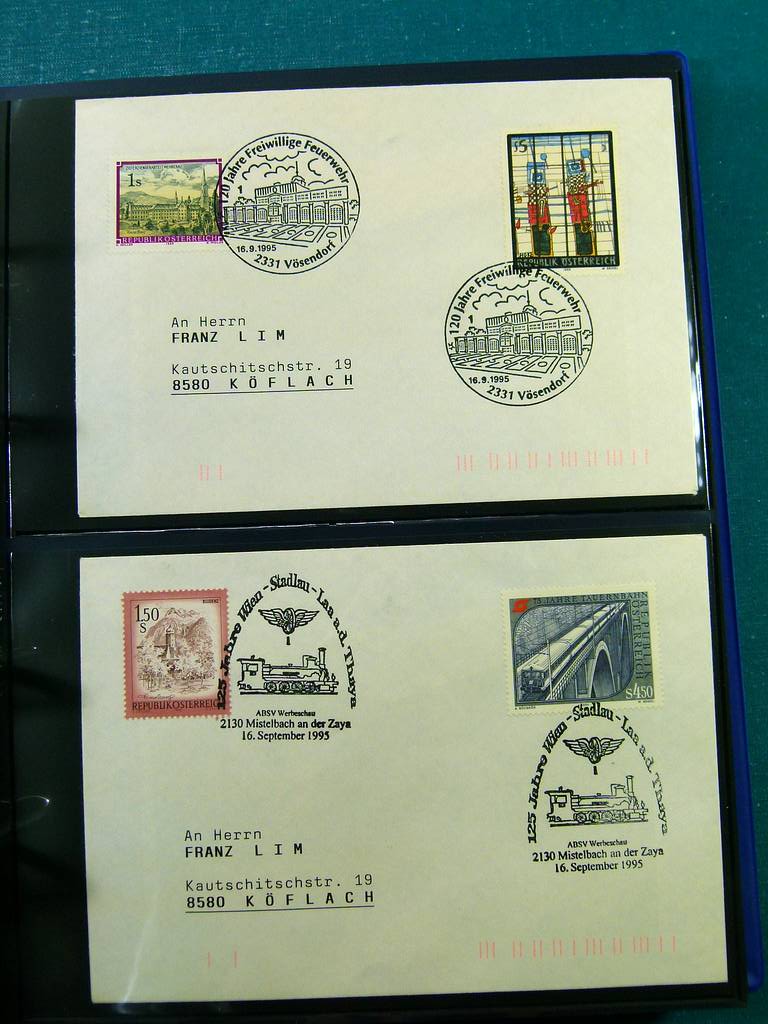 1s
REPUBLIK ÖSTERREICH
120 Jahre Freiwillige Feuerwehr
16.9.1995
2331 Vösendorf
5
REPUBLIK ÖSTERREICH
120 Jahre Freiwillige Feuerwehr
16.9.1995
2331 Vösendorf
An Herrn
FRANZ L I M
Kautschitschstr. 19
8580 KÖFLACH
1.50
S
REPUBLIK ÖSTERREICH
125 Jahre Wien - Stadlau - Laa a.d. Thaya
ABSV Werbeschau
2130 Mistelbach an der Zaya
16. September 1995
75 JAHRE TAUERNBAHN
REPUBLIK
ÖSTERREICH
S4.50
125 Jahre Wien - Stadlau - Laa a.d. Thaya
ABSV Werbeschau
2130 Mistelbach an der Zaya
16. September 1995
An Herrn
FRANZ L I M
Kautschitschstr. 19
8580 KÖFLACH